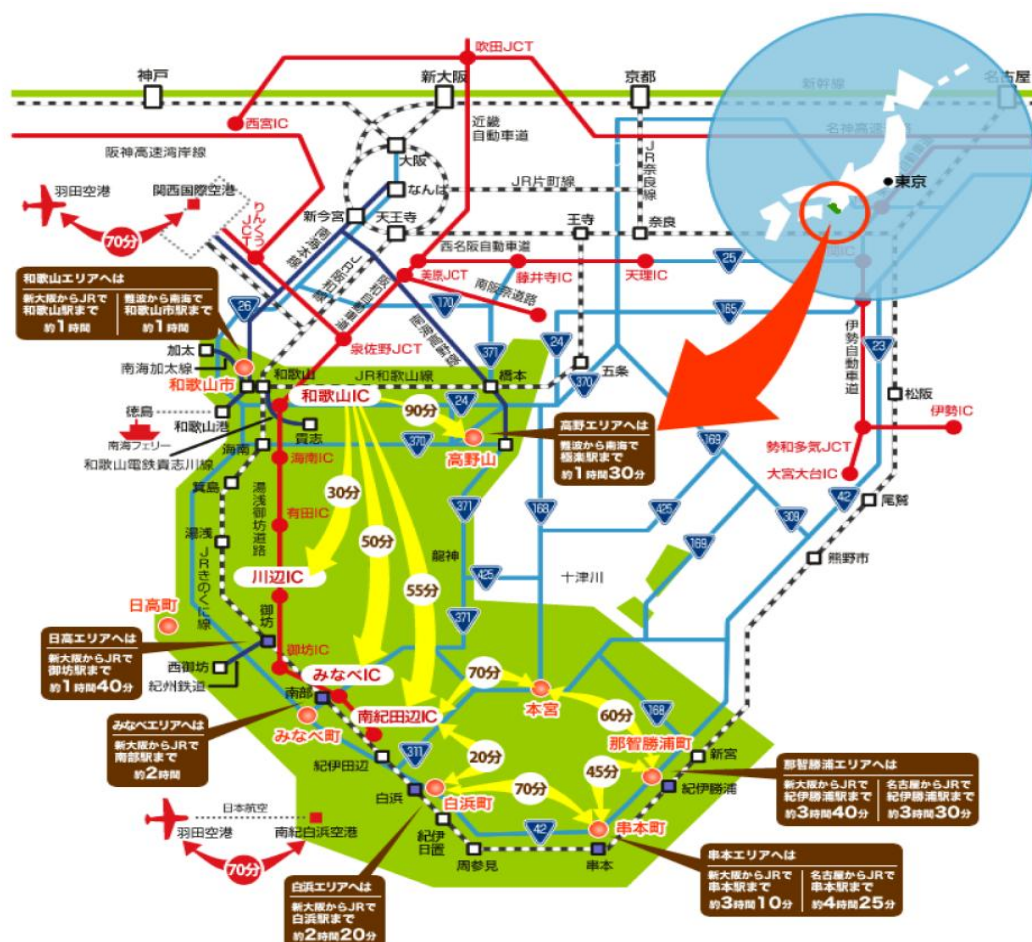 吹田JCT
神戸
新大阪
京都
名古屋
新幹線
西宮IC
近畿
自動車道
名神高速
阪神高速湾岸線
大阪
JR奈良線
なんば
JR片町線
東京
羽田空港
関西国際空港
70分
りんくう
JCT
新今宮
天王寺
王寺
奈良
南海本線
JR阪和線
阪和自動車道
西名阪自動車道
美原JCT
藤井寺IC
天理IC
25
南阪奈道路
和歌山エリアへは
新大阪からJRで
和歌山駅まで
約1時間
難波から南海で
和歌山市駅まで
約1時間
26
170
371
24
165
泉佐野JCT
伊勢自動車道
23
加太
南海加太線
和歌山市
和歌山
JR和歌山線
橋本
五条
370
松阪
和歌山IC
徳島
和歌山港
南海フェリー
貴志
和歌山電鉄貴志川線
海南
海南IC
90分
24
370
高野山
高野エリアへは
難波から南海で
極楽駅まで
約1時間30分
169
伊勢IC
勢和多気JCT
大宮大台IC
42
尾鷲
箕島
30分
湯浅御坊道路
有田IC
371
168
425
309
湯浅
JRきのくに線
50分
龍神
169
熊野市
川辺IC
55分
425
十津川
日高町
御坊
371
日高エリアへは
新大阪からJRで
御坊駅まで
約1時間40分
御坊IC
西御坊
紀州鉄道
みなべIC
南部
70分
本宮
168
みなべエリアへは
新大阪からJRで
南部駅まで
約2時間
みなべ町
南紀田辺IC
60分
那智勝浦町
新宮
311
20分
45分
紀伊田辺
紀伊勝浦
那智勝浦エリアへは
新大阪からJRで
紀伊勝浦駅まで
約3時間40分
名古屋からJRで
紀伊勝浦駅まで
約3時間30分
白浜
白浜町
70分
日本航空
羽田空港
南紀白浜空港
70分
紀伊
日置
42
串本町
周参見
串本
串本エリアへは
新大阪からJRで
串本駅まで
約3時間10分
名古屋からJRで
串本駅まで
約4時間25分
白浜エリアへは
新大阪からJRで
白浜駅まで
約2時間20分